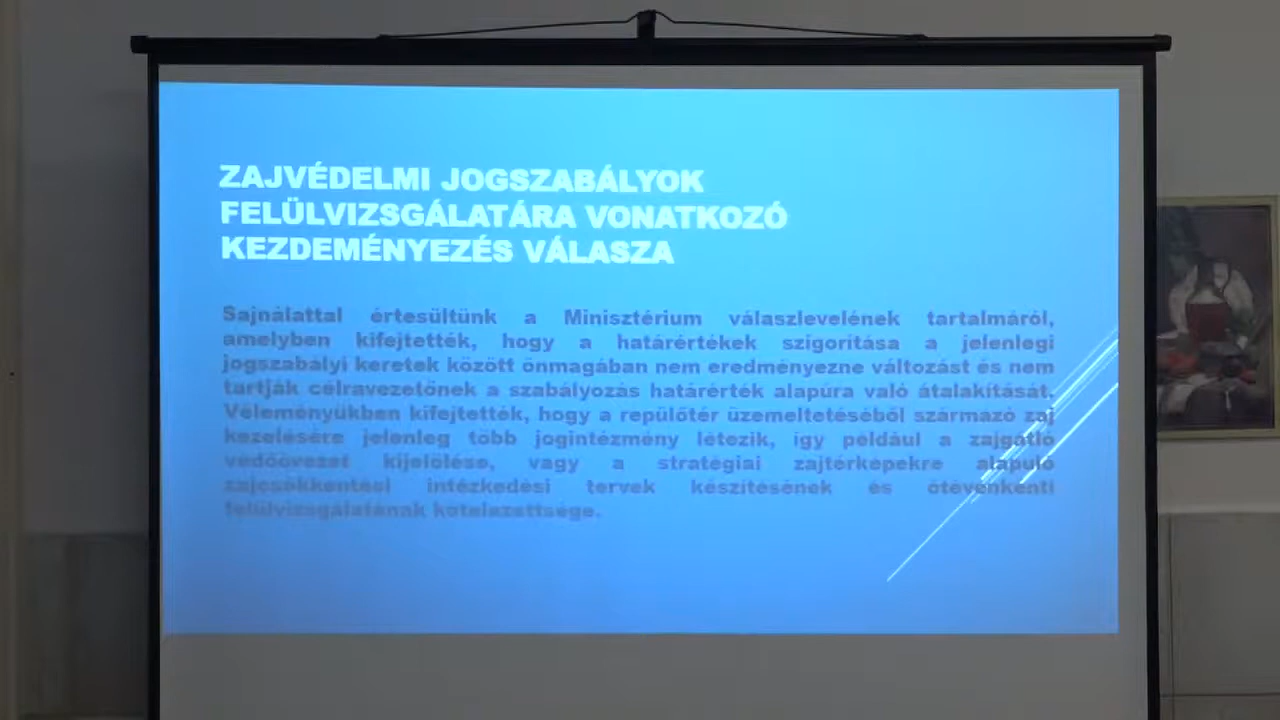 ZAJVÉDELMI JOGSZABÁLYOK
FELÜLVIZSGÁLATÁRA VONATKOZÓ
KEZDEMÉNYEZÉS VÁLASZA
Sajnálattal értesültünk a Minisztérium válaszlevelének tartalmáról,
amelyben kifejtették, hogy a határértékek szigorítása a jelenlegi
jogszabályi keretek között önmagában nem eredményezne változást és nem
tartják célravezetőnek a szabályozás határérték alapúra való átalakítását.
Véleményükben kifejtették, hogy a repülőtér üzemeltetéséből származó zaj
kezelésére jelenleg több jogintézmény létezik, így például a zajgátló
védőövezet kijelölése, vagy a stratégiai zajtérképekre alapuló
zajcsökkentési intézkedési tervek készítésének és ötévenkénti
felülvizsgálatának kötelezettsége.